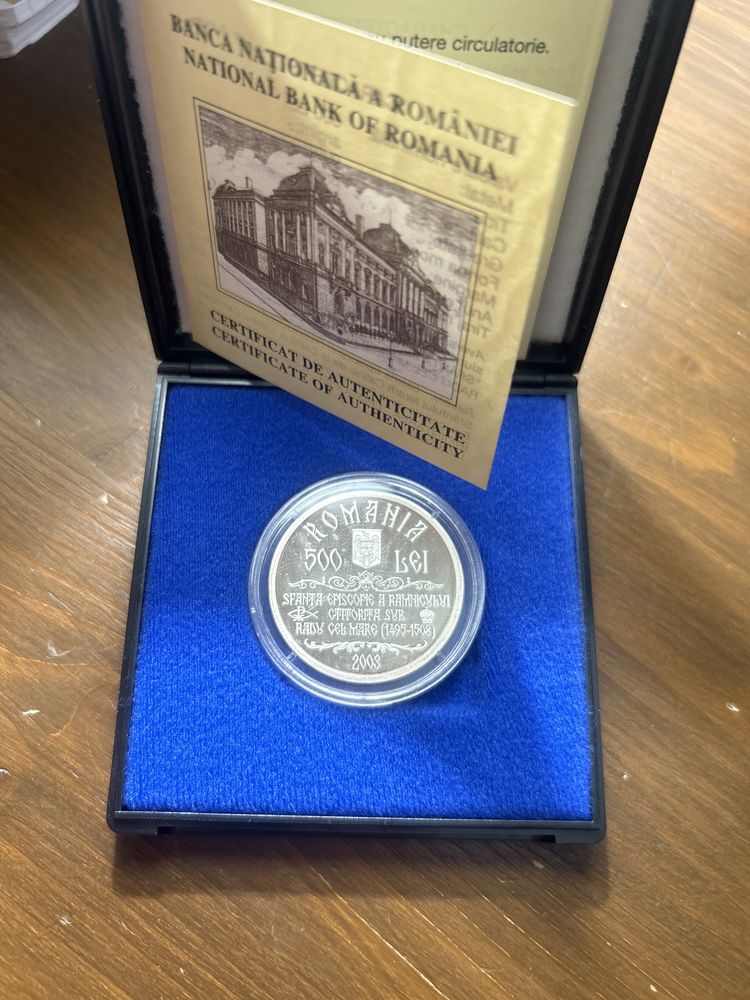 putere circulatorie.
BANCA NAȚIONALĂ A ROMÂNIEI
NATIONAL BANK OF ROMANIA
CERTIFICAT DE AUTENTICITATE
CERTIFICATE OF AUTHENTICITY
ROMANIA
500 LEI
SFANTA EPISCOPIE A RAMNICULUI
CTITORITA SUB
RADU CEL MARE (1495-1508)
2003